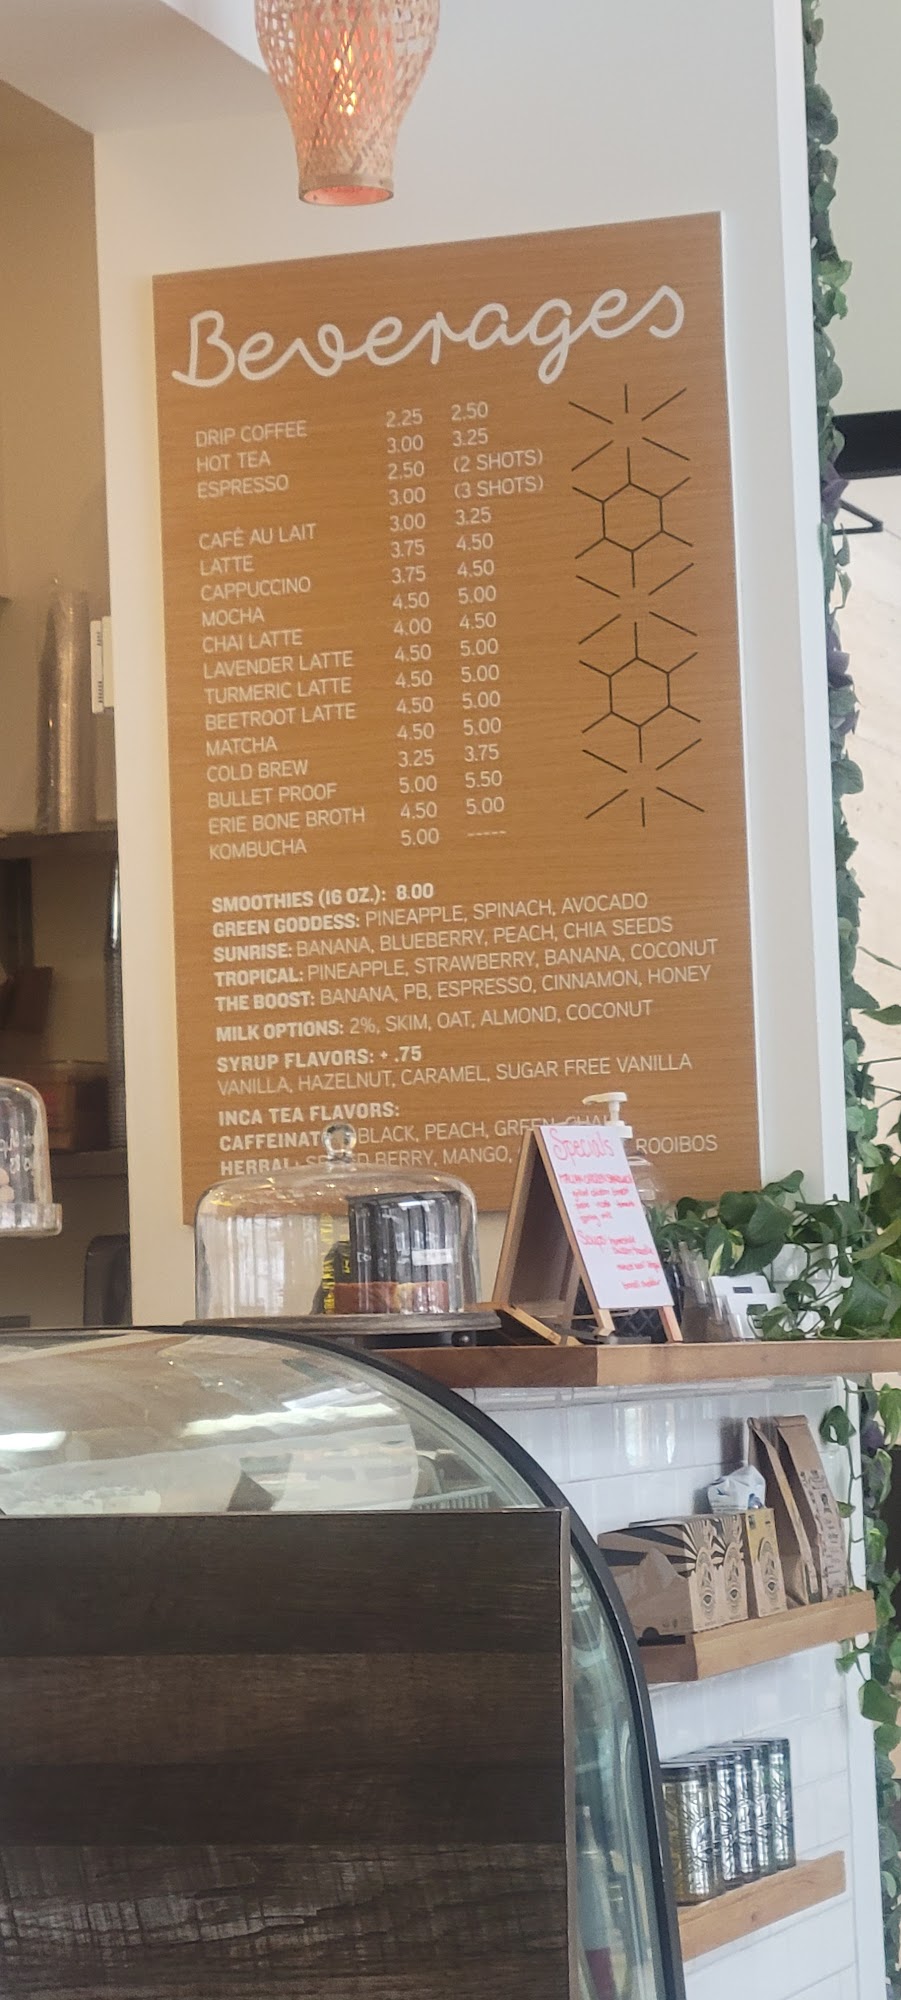 Beverages
DRIP COFFEE 2.25 2.50
HOT TEA 3.00 3.25
ESPRESSO 2.50 (2 SHOTS)
3.00 (3 SHOTS)
CAFÉ AU LAIT 3.00 3.25
LATTE 3.75 4.50
CAPPUCCINO 3.75 4.50
MOCHA 4.50 5.00
CHAI LATTE 4.00 4.50
LAVENDER LATTE 4.50 5.00
TURMERIC LATTE 4.50 5.00
BEETROOT LATTE 4.50 5.00
MATCHA 4.50 5.00
COLD BREW 3.25 3.75
BULLET PROOF 5.00 5.50
ERIE BONE BROTH 4.50 5.00
KOMBUCHA 5.00 -----
SMOOTHIES (16 OZ.): 8.00
GREEN GODDESS: PINEAPPLE, SPINACH, AVOCADO
SUNRISE: BANANA, BLUEBERRY, PEACH, CHIA SEEDS
TROPICAL: PINEAPPLE, STRAWBERRY, BANANA, COCONUT
THE BOOST: BANANA, PB, ESPRESSO, CINNAMON, HONEY
MILK OPTIONS: 2%, SKIM, OAT, ALMOND, COCONUT
SYRUP FLAVORS: + .75
VANILLA, HAZELNUT, CARAMEL, SUGAR FREE VANILLA
INCA TEA FLAVORS:
BLACK, PEACH, GREEN,
HERBAL: BERRY, MANGO, ROOIBOS
Specials
Soups